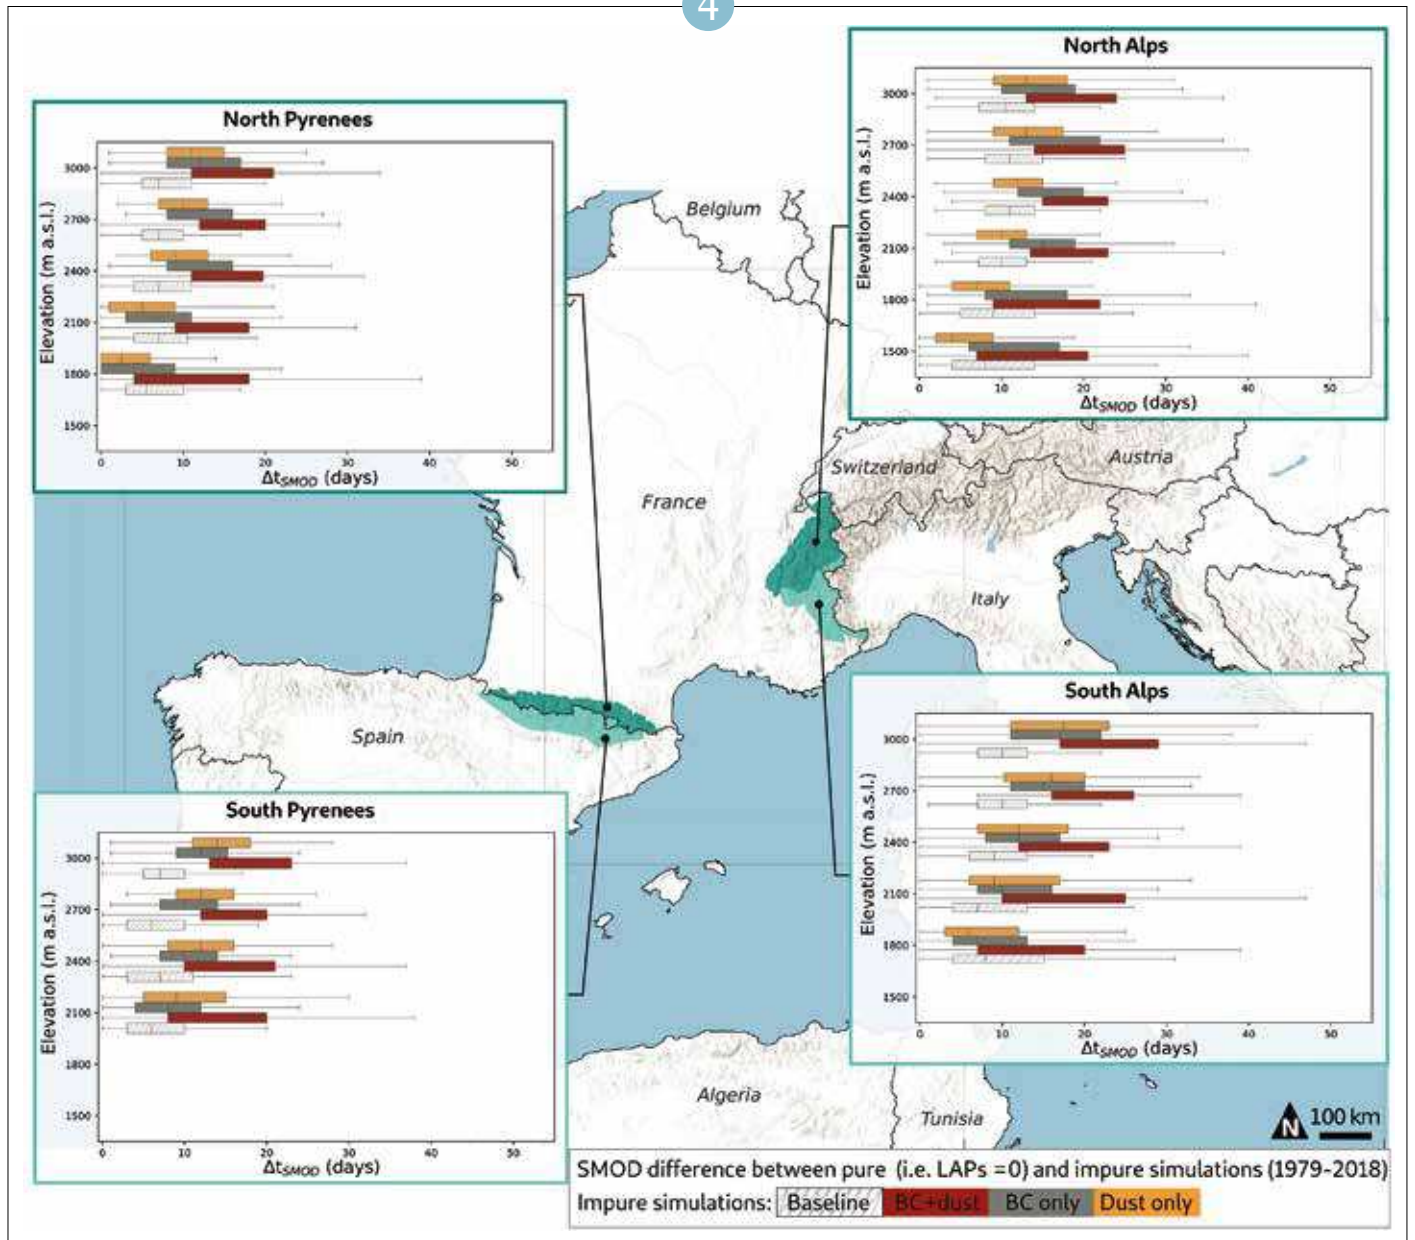 4
North Alps
Elevation (m a.s.l.)
3000
2700
2400
2100
1800
1500
0 10 20 30 40 50
ΔtSMOD (days)
North Pyrenees
Elevation (m a.s.l.)
3000
2700
2400
2100
1800
1500
0 10 20 30 40 50
ΔtSMOD (days)
Belgium
Switzerland
Austria
France
Italy
Spain
South Alps
Elevation (m a.s.l.)
3000
2700
2400
2100
1800
1500
0 10 20 30 40 50
ΔtSMOD (days)
South Pyrenees
Elevation (m a.s.l.)
3000
2700
2400
2100
1800
1500
0 10 20 30 40 50
ΔtSMOD (days)
Algeria
Tunisia
N 100 km
SMOD difference between pure (i.e. LAPs =0) and impure simulations (1979-2018)
Impure simulations: Baseline BC+dust BC only Dust only